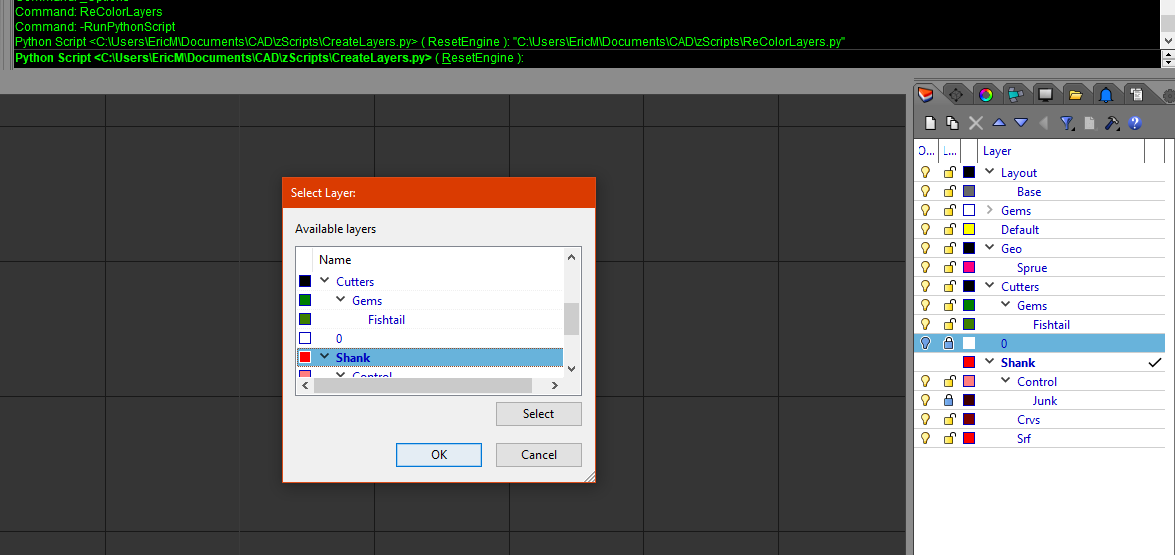 Command: _Options
Command: ReColorLayers
Command: -RunPythonScript
Python Script <C:\Users\EricM\Documents\CAD\zScripts\CreateLayers.py> ( ResetEngine ): "C:\Users\EricM\Documents\CAD\zScripts\ReColorLayers.py"
Python Script <C:\Users\EricM\Documents\CAD\zScripts\CreateLayers.py> ( ResetEngine ):
Select Layer:
Available layers
Name
Cutters
Gems
Fishtail
0
Shank
Control
Select
OK
Cancel
O... L... Layer
Layout
Base
Gems
Default
Geo
Sprue
Cutters
Gems
Fishtail
0
Shank
Control
Junk
Crvs
Srf